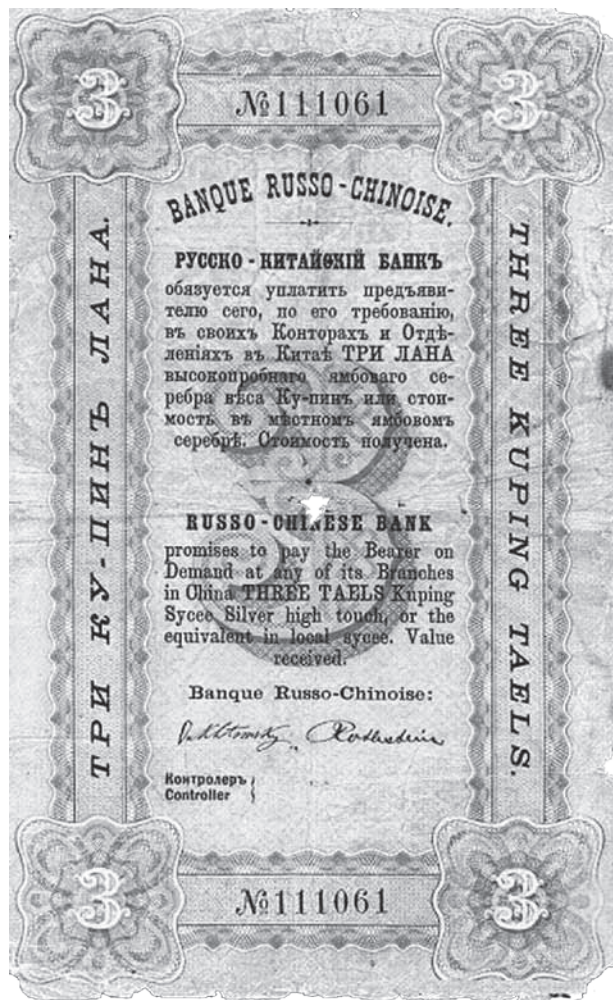 3
3
№111061
BANQUE RUSSO-CHINOISE.
ТРИ КУ-ПИНЪ ЛАНА.
THREE KUPING TAELS.
РУССКО-КИТАЙСКІЙ БАНКЪ
обязуется уплатить предъяви-
телю сего, по его требованію,
въ своихъ Конторахъ и Отдѣ-
леніяхъ въ Китаѣ ТРИ ЛАНА
высокопробнаго ямбоваго се-
ребра вѣса Ку-пинъ или стои-
мость въ мѣстномъ ямбовомъ
серебрѣ. Стоимость получена.
3
RUSSO-CHINESE BANK
promises to pay the Bearer on
Demand at any of its Branches
in China THREE TAELS Kuping
Sycee Silver high touch, or the
equivalent in local sycee. Value
received.
Banque Russo-Chinoise:
Контролеръ
Controller
3
3
№111061